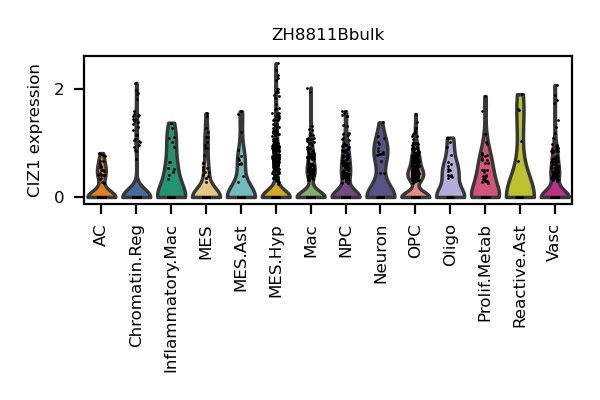 ZH8811Bbulk
CIZ1 expression
2
0
AC
Chromatin.Reg
Inflammatory.Mac
MES
MES.Ast
MES.Hyp
Mac
NPC
Neuron
OPC
Oligo
Prolif.Metab
Reactive.Ast
Vasc